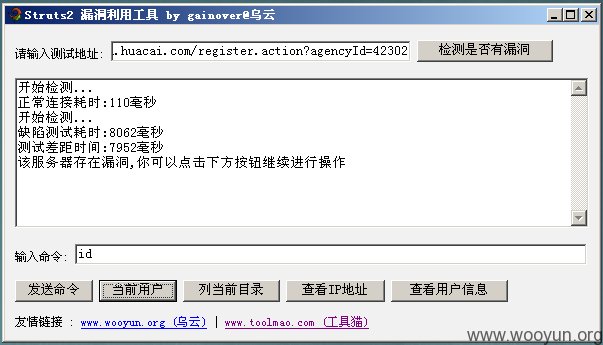 Struts2 漏洞利用工具 by gainover@乌云
请输入测试地址: .huacai.com/register.action?agencyId=42302 检测是否有漏洞
开始检测...
正常连接耗时:110毫秒
开始检测...
缺陷测试耗时:8062毫秒
测试差距时间:7952毫秒
该服务器存在漏洞,你可以点击下方按钮继续进行操作
输入命令: id
发送命令 当前用户 列当前目录 查看IP地址 查看用户信息
友情链接 : www.wooyun.org (乌云) | www.toolmao.com (工具猫)
www.wooyun.org